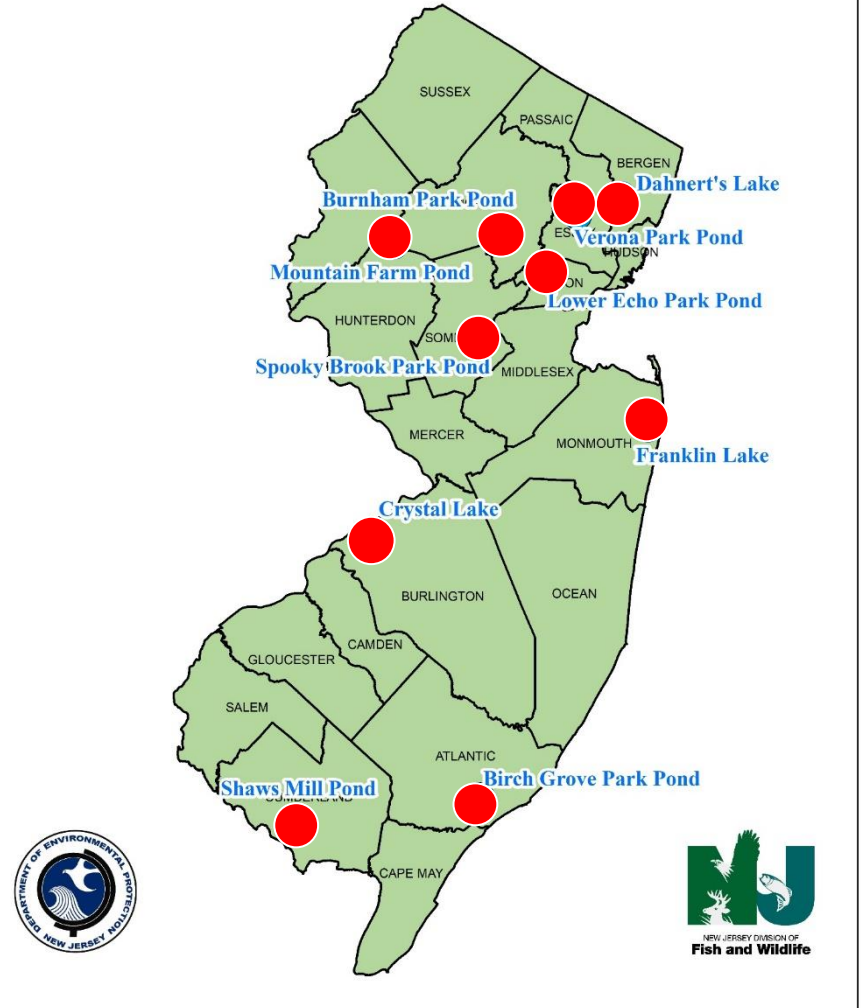 SUSSEX
PASSAIC
BERGEN
Dahnert's Lake
Burnham Park Pond
Verona Park Pond
HUDSON
Mountain Farm Pond
Lower Echo Park Pond
HUNTERDON
Spooky Brook Park Pond
MIDDLESEX
MERCER
MONMOUTH
Franklin Lake
Crystal Lake
BURLINGTON
OCEAN
CAMDEN
GLOUCESTER
SALEM
ATLANTIC
Birch Grove Park Pond
Shaws Mill Pond
CAPE MAY
DEPARTMENT OF ENVIRONMENTAL PROTECTION
NEW JERSEY
NJ
NEW JERSEY DIVISION OF
Fish and Wildlife